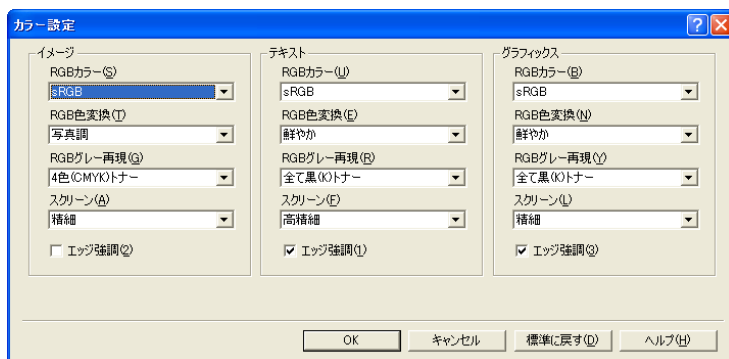 カラー設定
イメージ
RGBカラー(S)
sRGB
RGB色変換(T)
写真調
RGBグレー再現(G)
4色(CMYK)トナー
スクリーン(A)
精細
エッジ強調(2)
テキスト
RGBカラー(U)
sRGB
RGB色変換(E)
鮮やか
RGBグレー再現(R)
全て黒(K)トナー
スクリーン(F)
高精細
エッジ強調(1)
グラフィックス
RGBカラー(B)
sRGB
RGB色変換(N)
鮮やか
RGBグレー再現(Y)
全て黒(K)トナー
スクリーン(L)
精細
エッジ強調(3)
OK
キャンセル
標準に戻す(D)
ヘルプ(H)